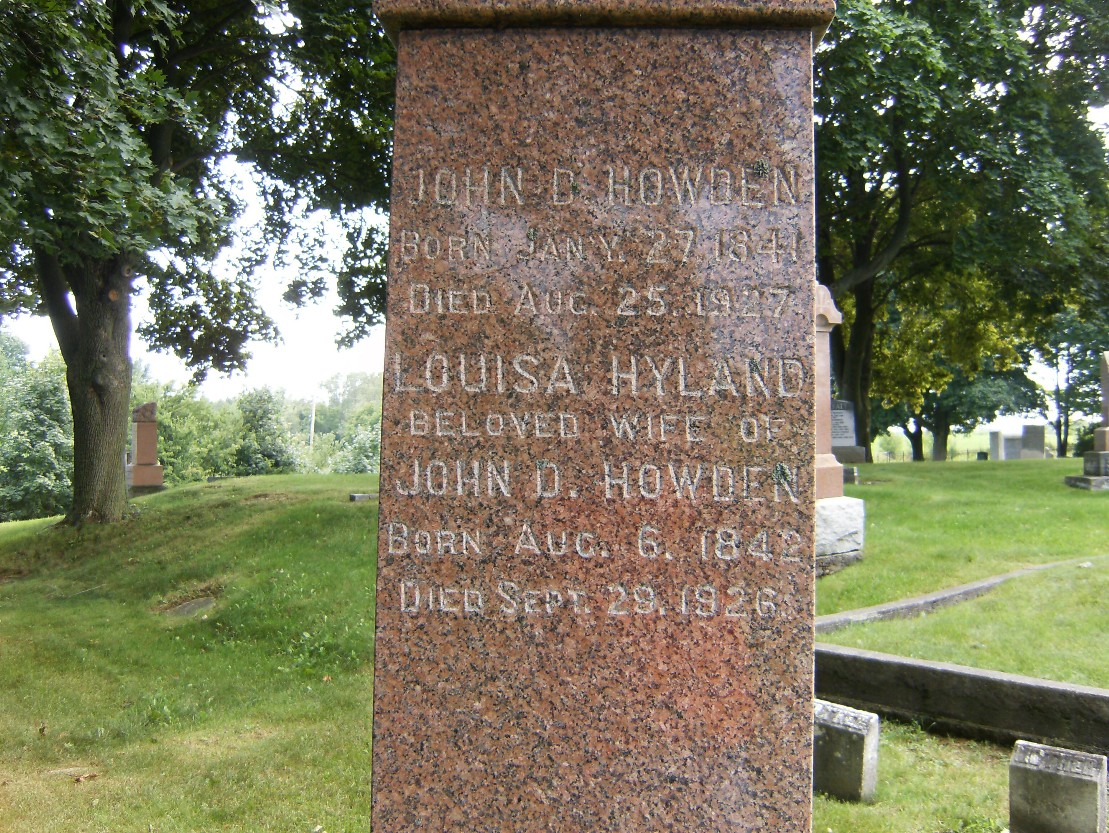 JOHN D. HOWDEN
BORN JAN'Y. 27. 1841
DIED AUG. 25. 1927
LOUISA HYLAND
BELOVED WIFE OF
JOHN D. HOWDEN
BORN AUG. 6. 1842
DIED SEPT. 29. 1926